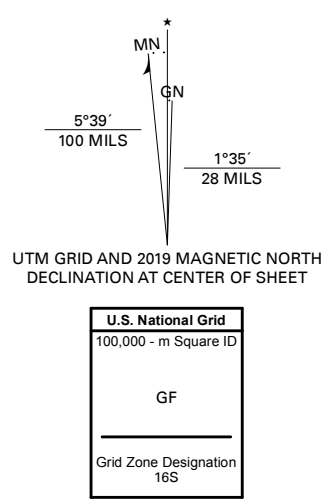 ★
MN
GN
5°39´
100 MILS
1°35´
28 MILS
UTM GRID AND 2019 MAGNETIC NORTH
DECLINATION AT CENTER OF SHEET
U.S. National Grid
100,000 - m Square ID
GF
Grid Zone Designation
16S